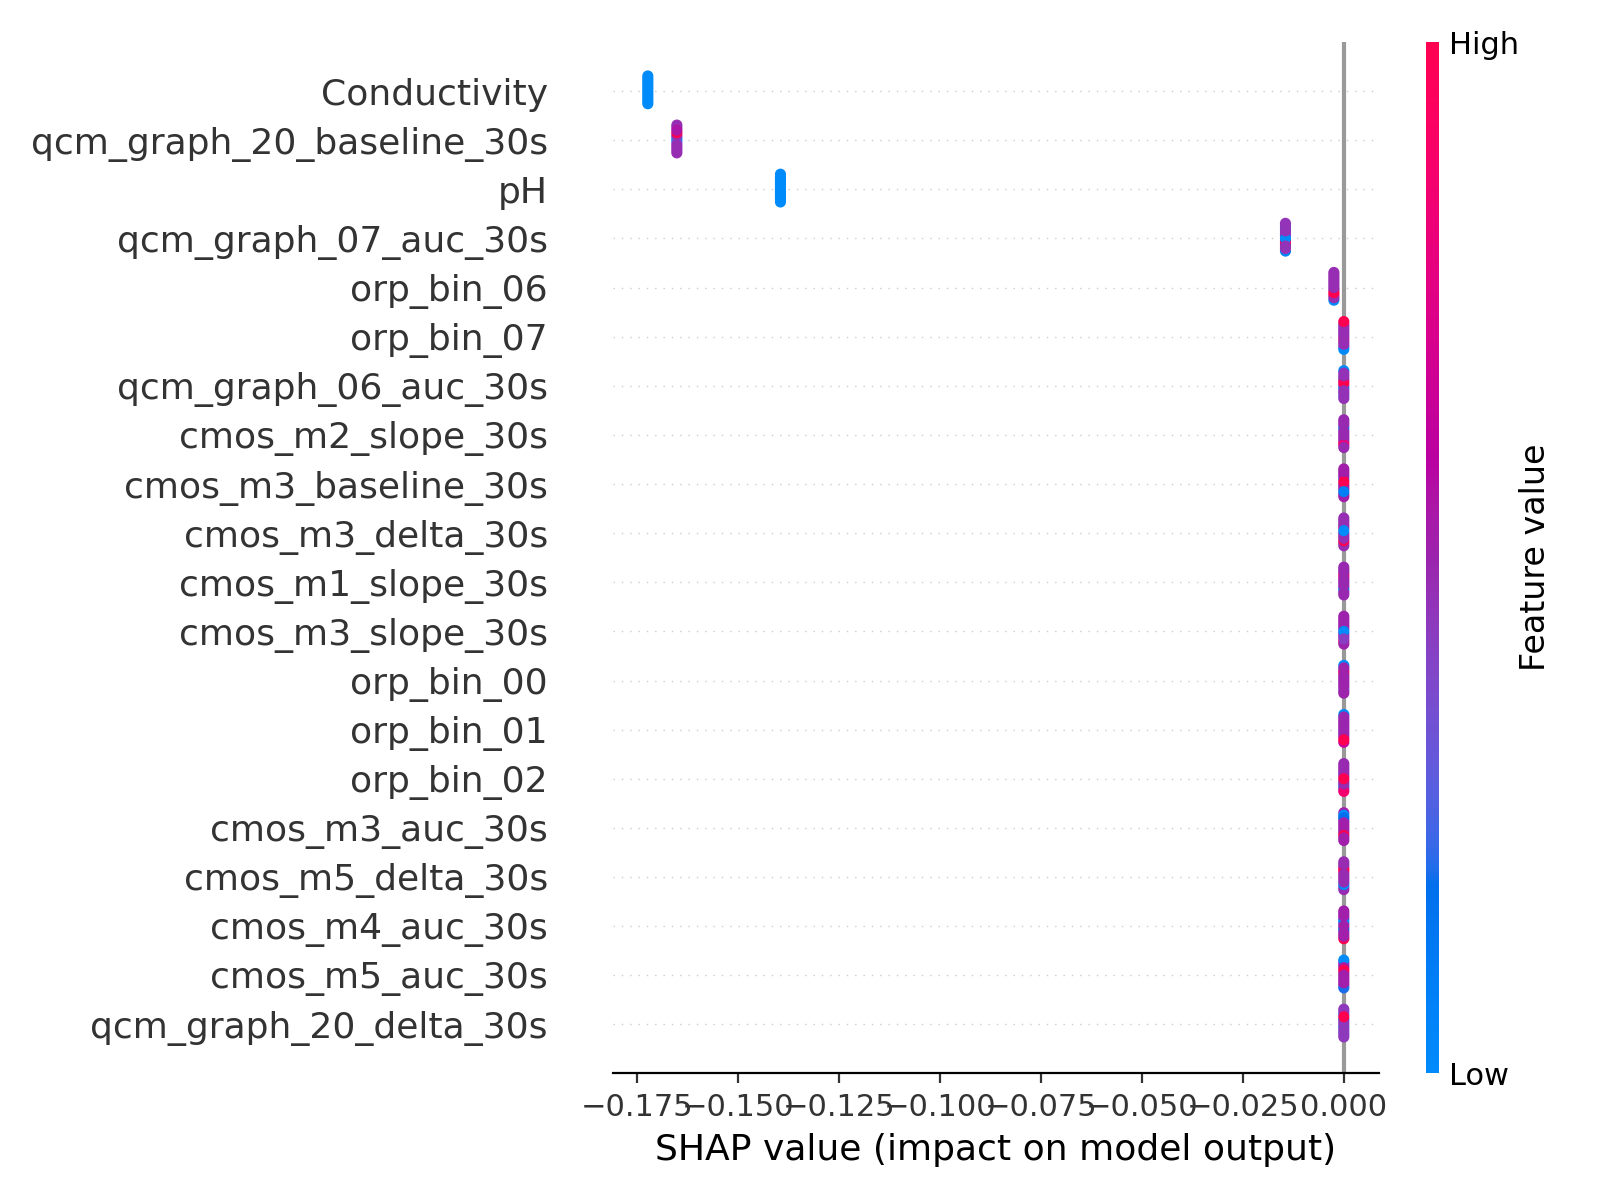 High
Conductivity
qcm_graph_20_baseline_30s
pH
qcm_graph_07_auc_30s
orp_bin_06
orp_bin_07
qcm_graph_06_auc_30s
cmos_m2_slope_30s
cmos_m3_baseline_30s
cmos_m3_delta_30s
cmos_m1_slope_30s
cmos_m3_slope_30s
orp_bin_00
orp_bin_01
orp_bin_02
cmos_m3_auc_30s
cmos_m5_delta_30s
cmos_m4_auc_30s
cmos_m5_auc_30s
qcm_graph_20_delta_30s
Feature value
Low
−0.175 −0.150 −0.125 −0.100 −0.075 −0.050 −0.025 0.000
SHAP value (impact on model output)